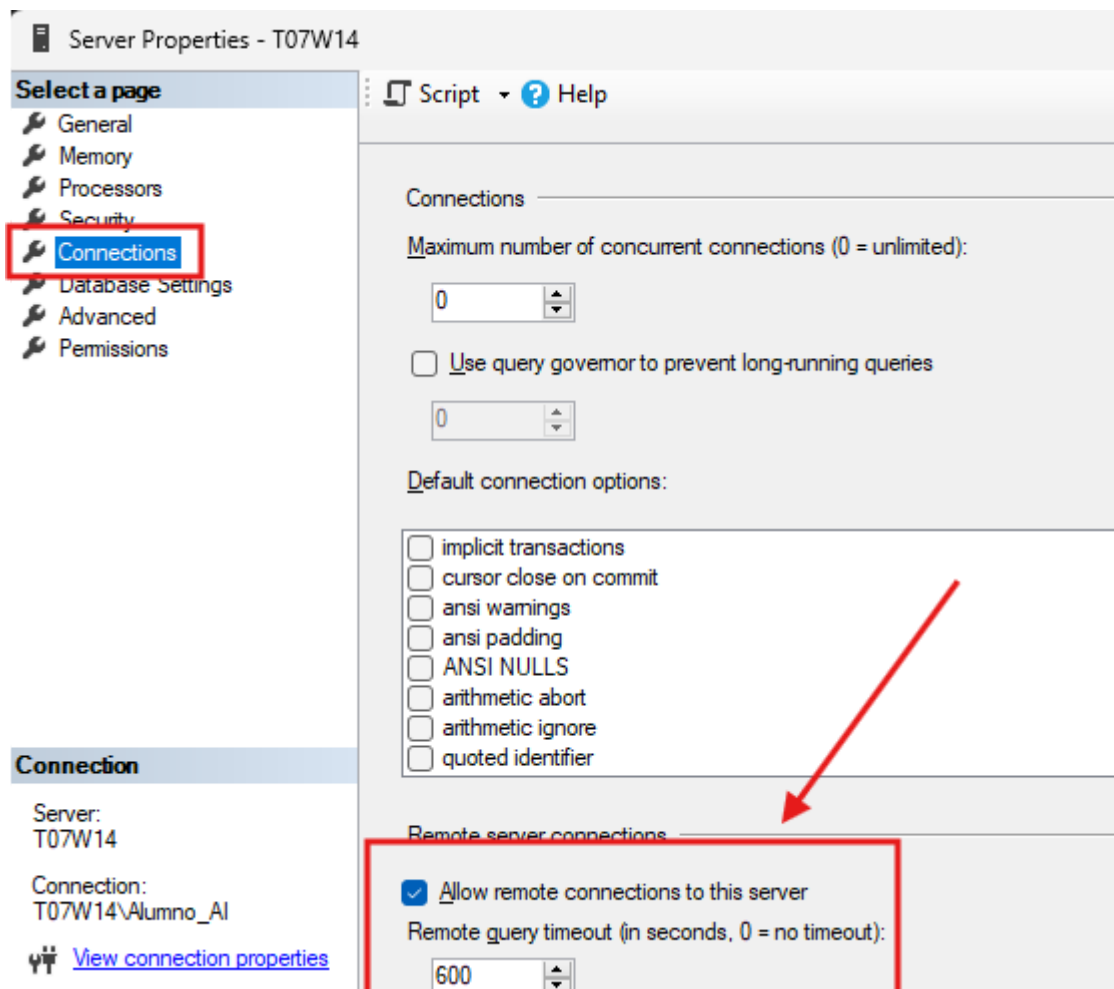 Server Properties - T07W14
Select a page
General
Memory
Processors
Security
Connections
Database Settings
Advanced
Permissions
Script
Help
Connections
Maximum number of concurrent connections (0 = unlimited):
0
Use query governor to prevent long-running queries
0
Default connection options:
implicit transactions
cursor close on commit
ansi warnings
ansi padding
ANSI NULLS
arithmetic abort
arithmetic ignore
quoted identifier
Remote server connections
Allow remote connections to this server
Remote query timeout (in seconds, 0 = no timeout):
600
Connection
Server:
T07W14
Connection:
T07W14\Alumno_AI
View connection properties